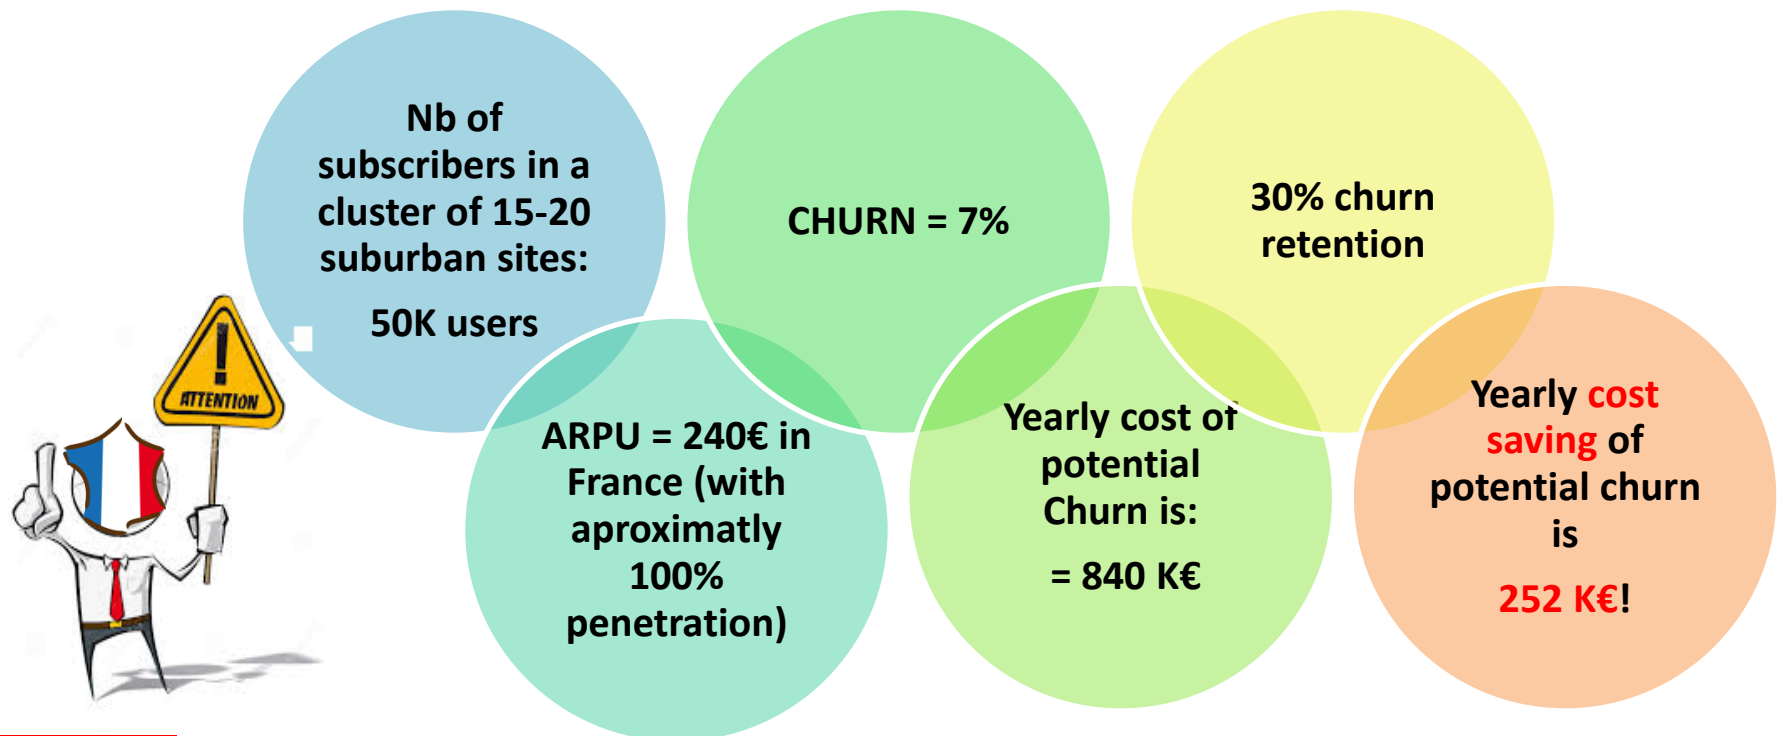 Nb of
subscribers in a
cluster of 15-20
suburban sites:
50K users
ARPU = 240€ in
France (with
aproximatly
100%
penetration)
CHURN = 7%
Yearly cost of
potential
Churn is:
= 840 K€
30% churn
retention
Yearly cost
saving of
potential churn
is
252 K€!
ATTENTION